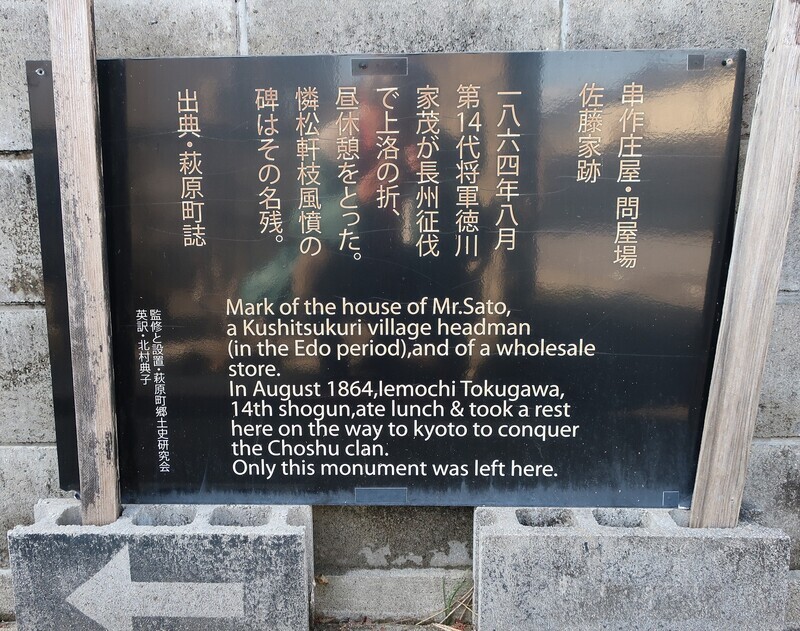 串作庄屋・問屋場
佐藤家跡
一八六四年八月
第14代将軍徳川
家茂が長州征伐
で上洛の折、
昼休憩をとった。
憐松軒枝風憤の
碑はその名残。
出典・萩原町誌
Mark of the house of Mr.Sato,
a Kushitsukuri village headman
(in the Edo period),and of a wholesale
store.
In August 1864,Iemochi Tokugawa,
14th shogun,ate lunch & took a rest
here on the way to kyoto to conquer
the Choshu clan.
Only this monument was left here.
監修と設置・萩原町郷土史研究会
英訳・北村典子